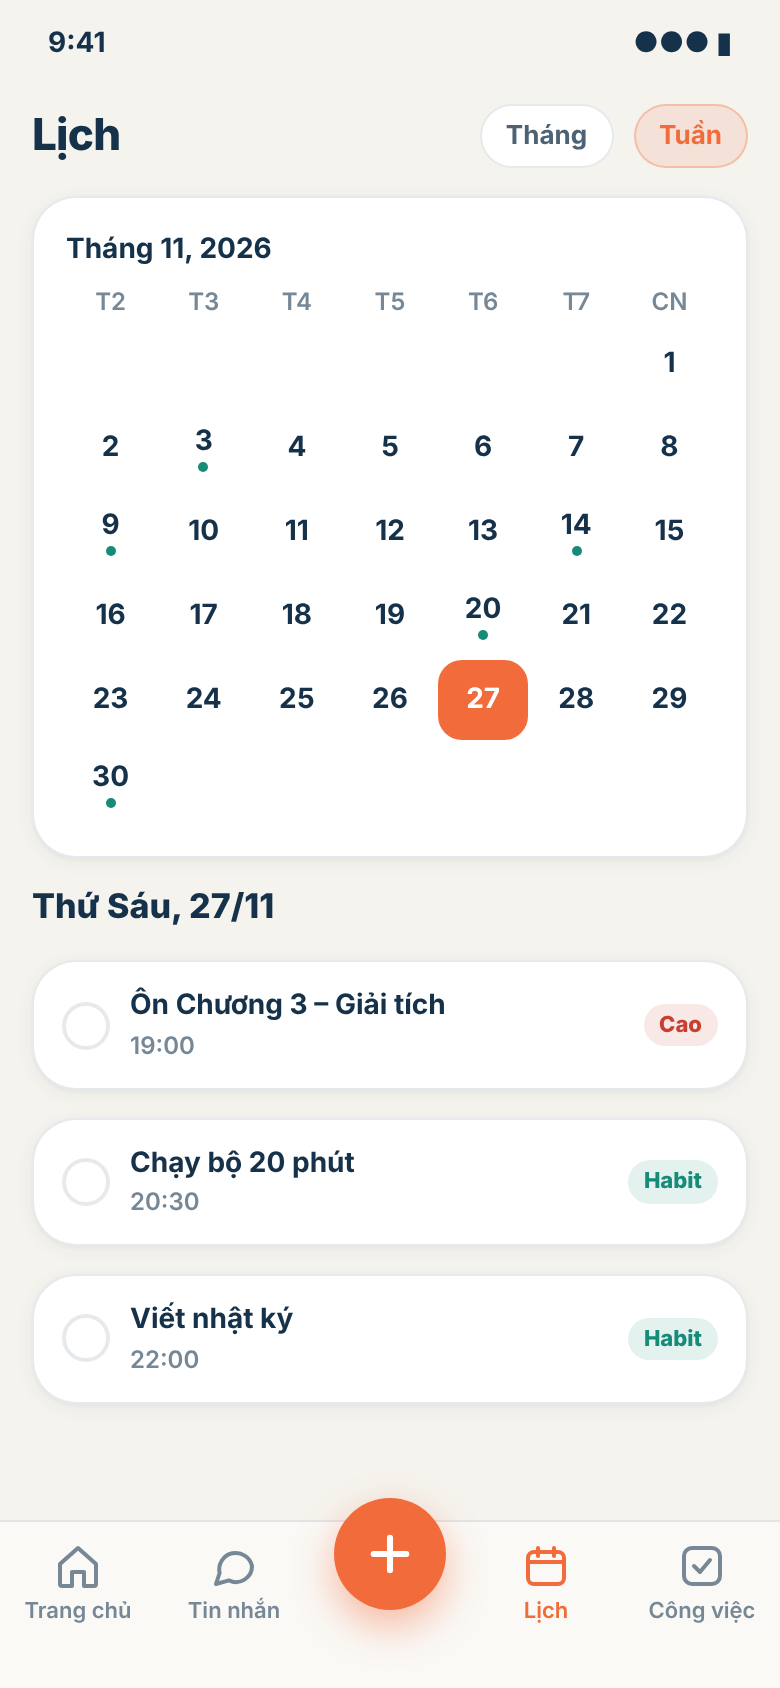 9:41
Lịch
Tháng
Tuần
Tháng 11, 2026
T2 T3 T4 T5 T6 T7 CN
1
2 3 4 5 6 7 8
9 10 11 12 13 14 15
16 17 18 19 20 21 22
23 24 25 26 27 28 29
30
Thứ Sáu, 27/11
Ôn Chương 3 – Giải tích
19:00
Cao
Chạy bộ 20 phút
20:30
Habit
Viết nhật ký
22:00
Habit
Trang chủ
Tin nhắn
Lịch
Công việc